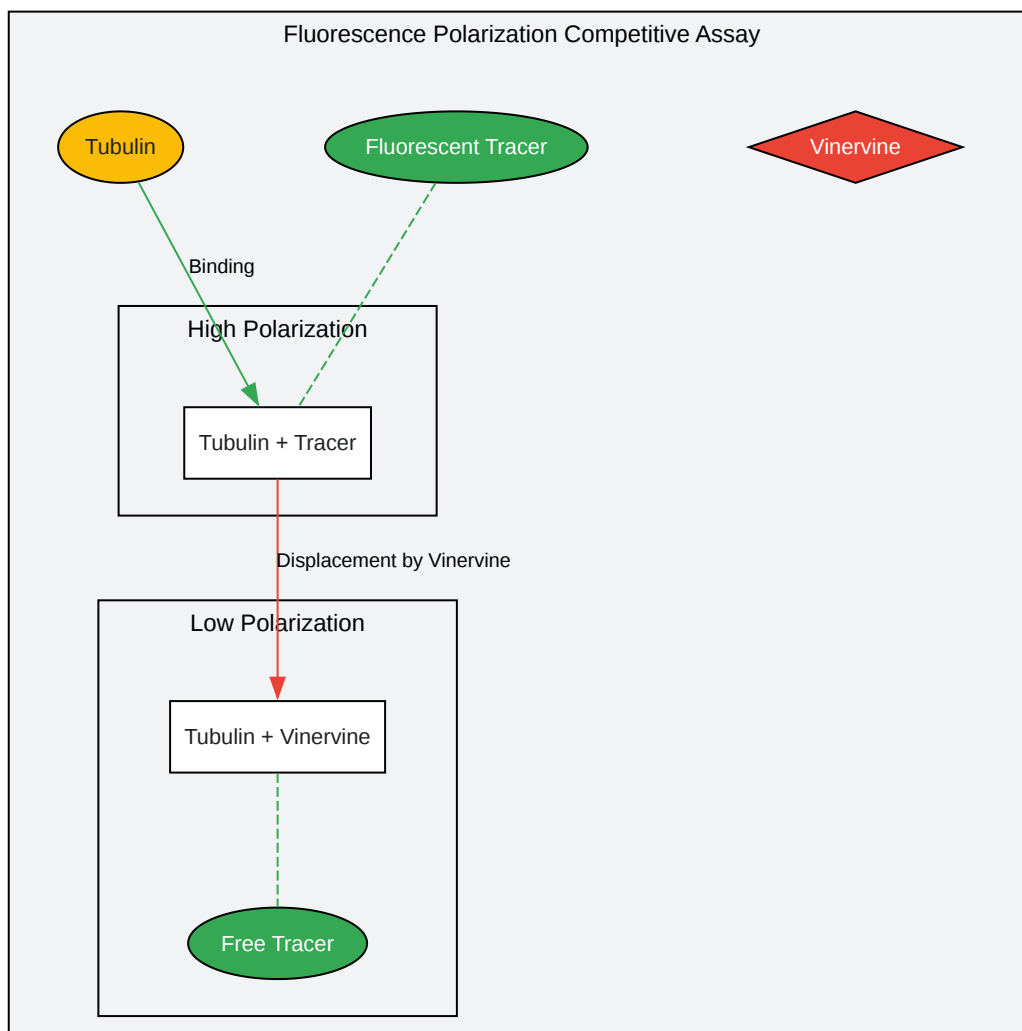 Fluorescence Polarization Competitive Assay
Tubulin
Fluorescent Tracer
Vinervine
Binding
High Polarization
Tubulin + Tracer
Displacement by Vinervine
Low Polarization
Tubulin + Vinervine
Free Tracer